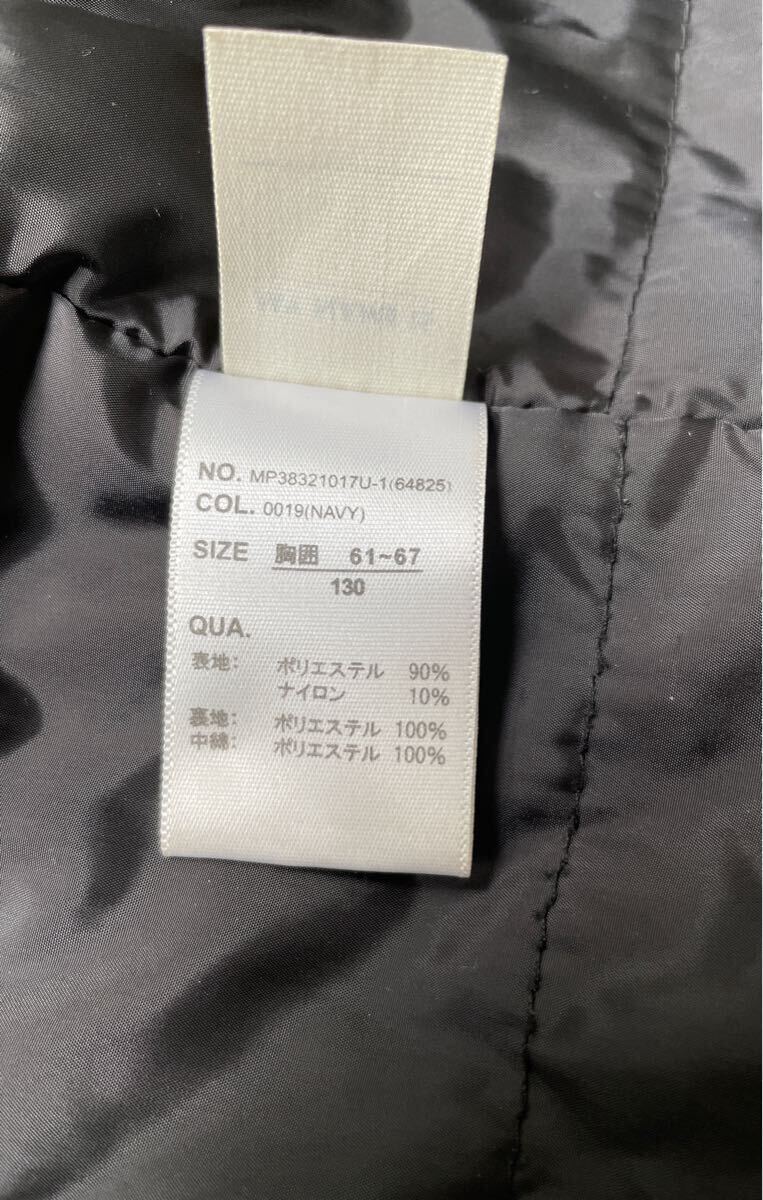 NO. MP38321017U-1(64825)
COL. 0019(NAVY)
SIZE 胸囲 61~67
130
QUA.
表地: ポリエステル 90%
ナイロン 10%
裏地: ポリエステル 100%
中綿: ポリエステル 100%